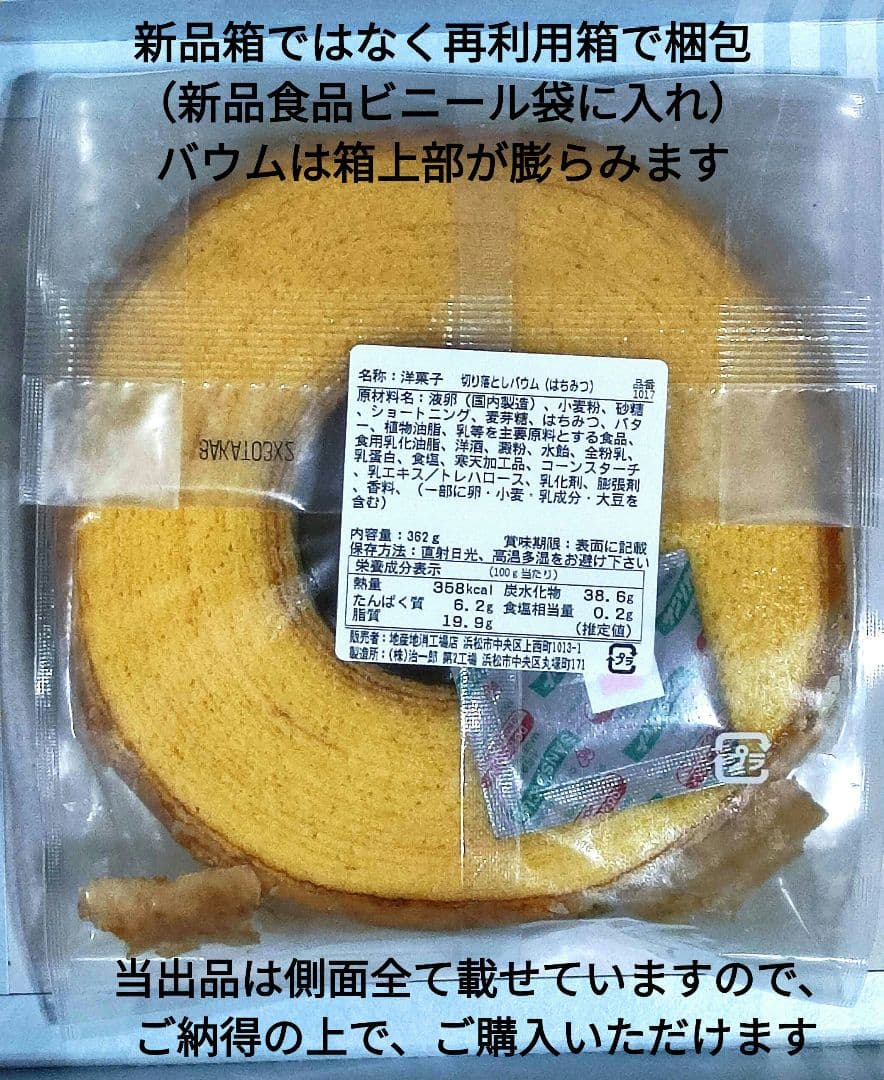 新品箱ではなく再利用箱で梱包
（新品食品ビニール袋に入れ）
バウムは箱上部が膨らみます
名称：洋菓子　切り落としバウム（はちみつ）　品番
1017
原材料名：液卵（国内製造）、小麦粉、砂糖
、ショートニング、麦芽糖、はちみつ、バタ
ー、植物油脂、乳等を主要原料とする食品、
食用乳化油脂、洋酒、澱粉、水飴、全粉乳、
乳蛋白、食塩、寒天加工品、コーンスターチ
、乳エキス／トレハロース、乳化剤、膨張剤
、香料、（一部に卵・小麦・乳成分・大豆を
含む）
内容量：362g　賞味期限：表面に記載
保存方法：直射日光、高温多湿をお避け下さい
栄養成分表示　（100g当たり）
熱量　358kcal　炭水化物　38.6g
たんぱく質　6.2g　食塩相当量　0.2g
脂質　19.9g　（推定値）
販売者：地産地消工場店 浜松市中央区上西町1013-1
製造所：(株)治一郎 第2工場 浜松市中央区丸塚町171
プラ
プラ
当出品は側面全て載せていますので、
ご納得の上で、ご購入いただけます